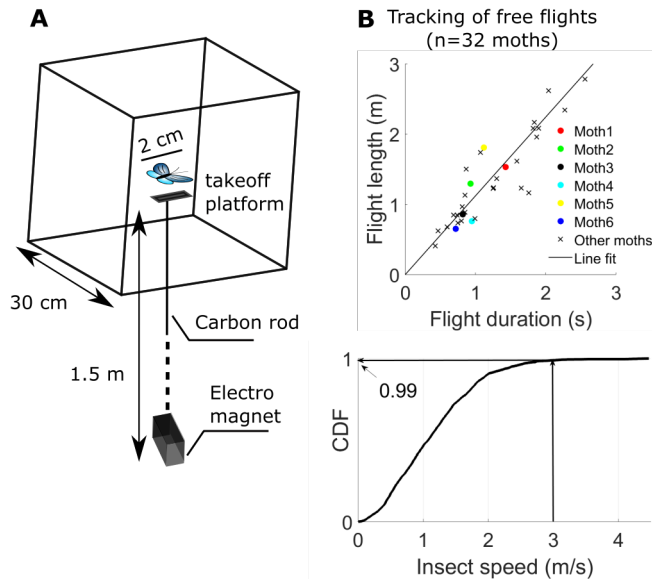 A
2 cm
takeoff
platform
30 cm
Carbon rod
1.5 m
Electro
magnet
B Tracking of free flights
(n=32 moths)
3
2
1
0
Flight length (m)
Moth1
Moth2
Moth3
Moth4
Moth5
Moth6
Other moths
Line fit
0 1 2 3
Flight duration (s)
1
0.99
CDF
0
0 1 2 3 4
Insect speed (m/s)